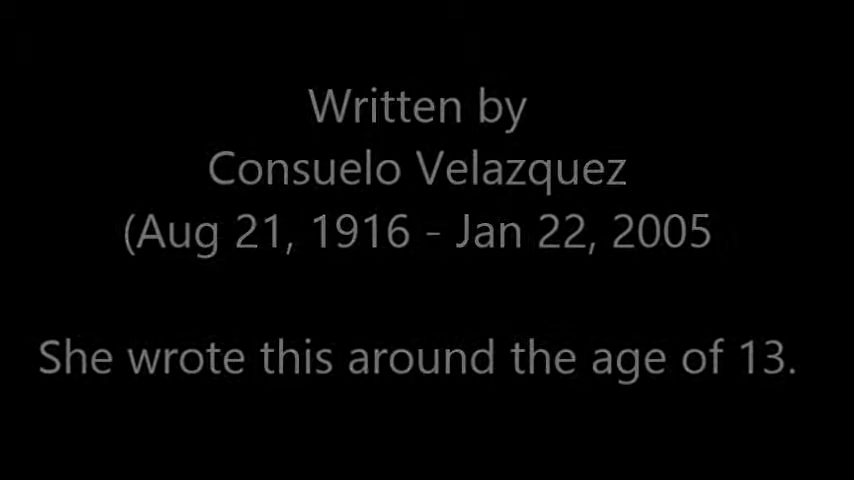 Written by
Consuelo Velazquez
(Aug 21, 1916 - Jan 22, 2005
She wrote this around the age of 13.